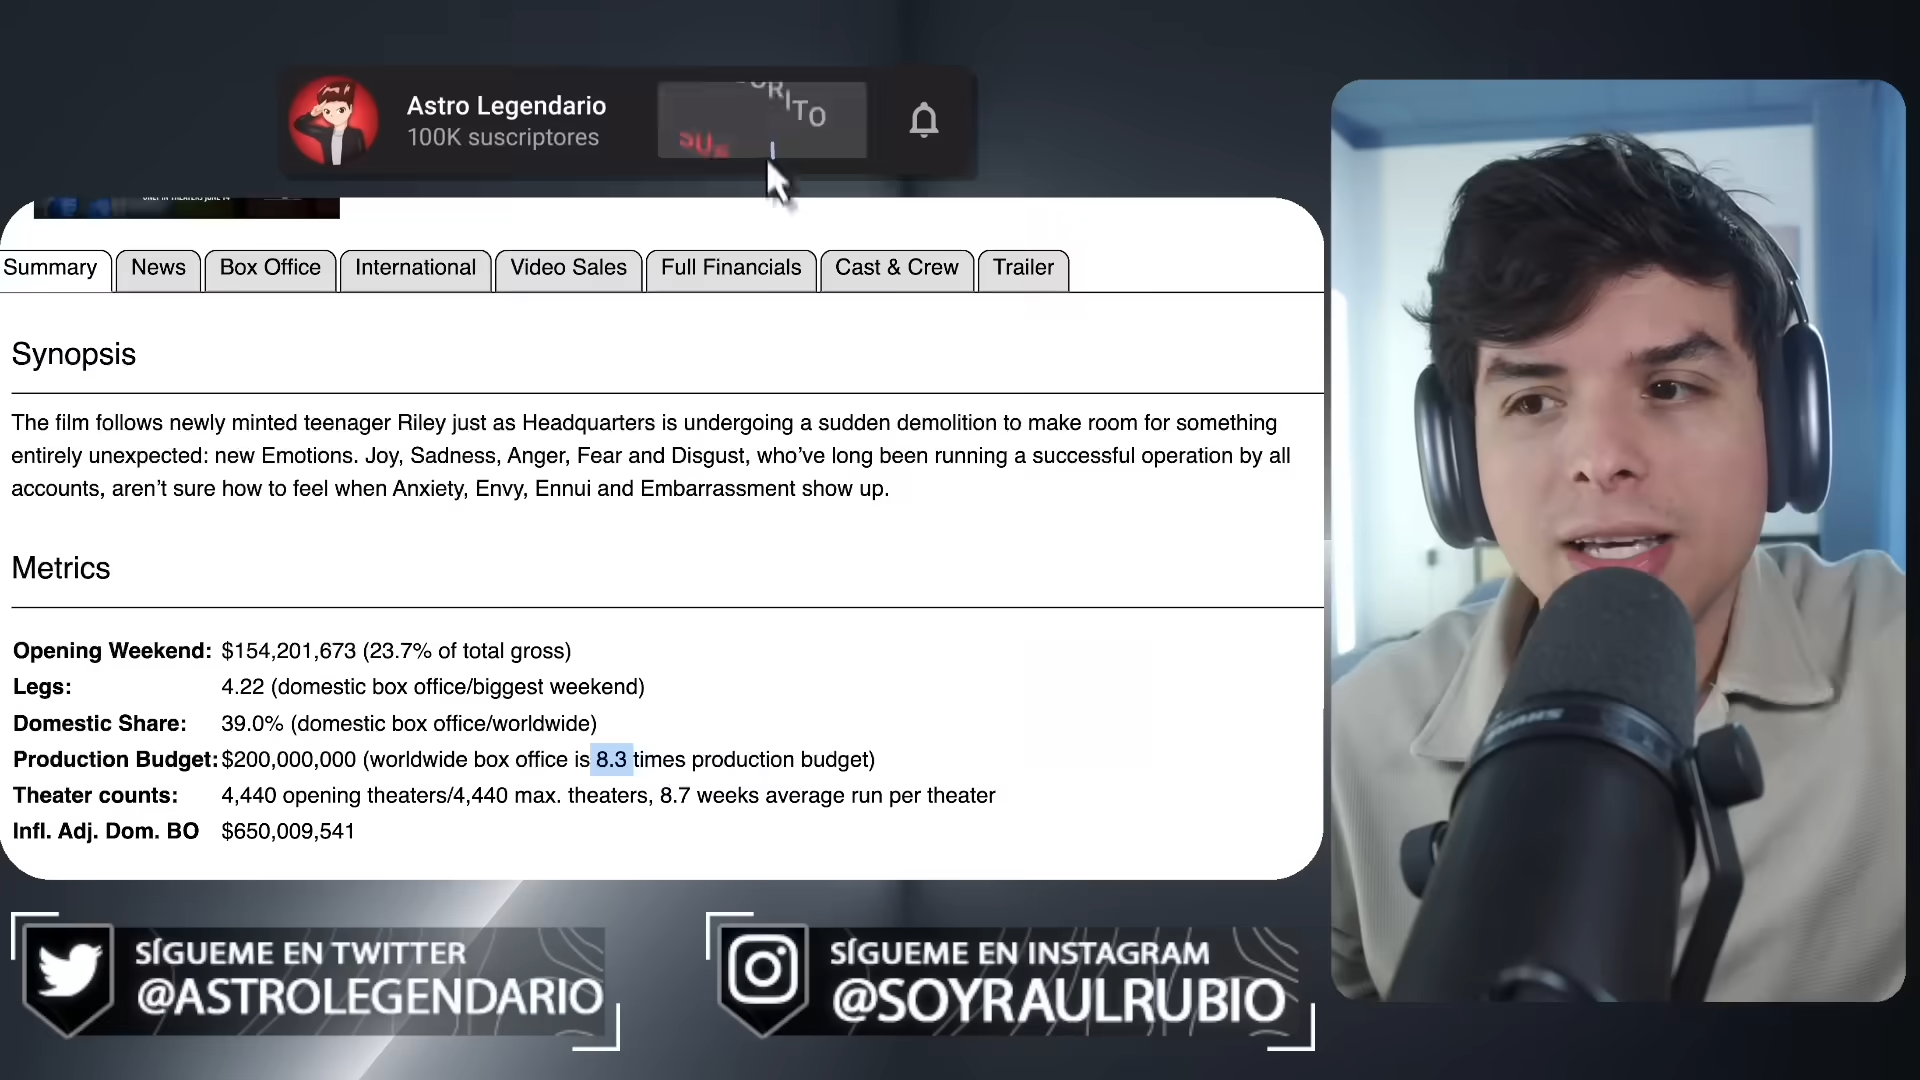 Astro Legendario
100K suscriptores
ONLY IN THEATERS JUNE 14
Summary
News
Box Office
International
Video Sales
Full Financials
Cast & Crew
Trailer
Synopsis
The film follows newly minted teenager Riley just as Headquarters is undergoing a sudden demolition to make room for something
entirely unexpected: new Emotions. Joy, Sadness, Anger, Fear and Disgust, who’ve long been running a successful operation by all
accounts, aren’t sure how to feel when Anxiety, Envy, Ennui and Embarrassment show up.
Metrics
Opening Weekend: $154,201,673 (23.7% of total gross)
Legs: 4.22 (domestic box office/biggest weekend)
Domestic Share: 39.0% (domestic box office/worldwide)
Production Budget: $200,000,000 (worldwide box office is 8.3 times production budget)
Theater counts: 4,440 opening theaters/4,440 max. theaters, 8.7 weeks average run per theater
Infl. Adj. Dom. BO $650,009,541
SÍGUEME EN TWITTER
@ASTROLEGENDARIO
SÍGUEME EN INSTAGRAM
@SOYRAULRUBIO